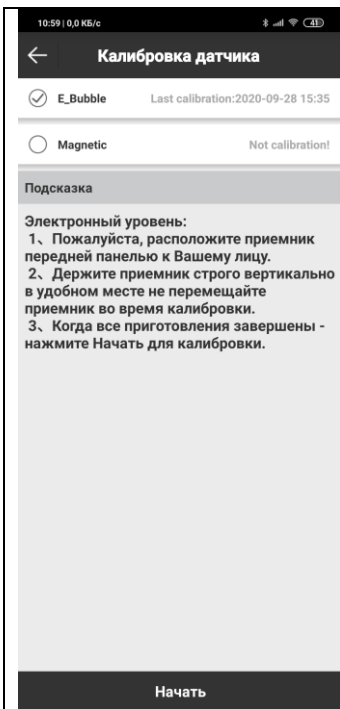 10:59 | 0,0 КБ/с 41
Калибровка датчика
E_Bubble Last calibration:2020-09-28 15:35
Magnetic Not calibration!
Подсказка
Электронный уровень:
1、Пожалуйста, расположите приемник
передней панелью к Вашему лицу.
2、Держите приемник строго вертикально
в удобном месте не перемещайте
приемник во время калибровки.
3、Когда все приготовления завершены -
нажмите Начать для калибровки.
Начать